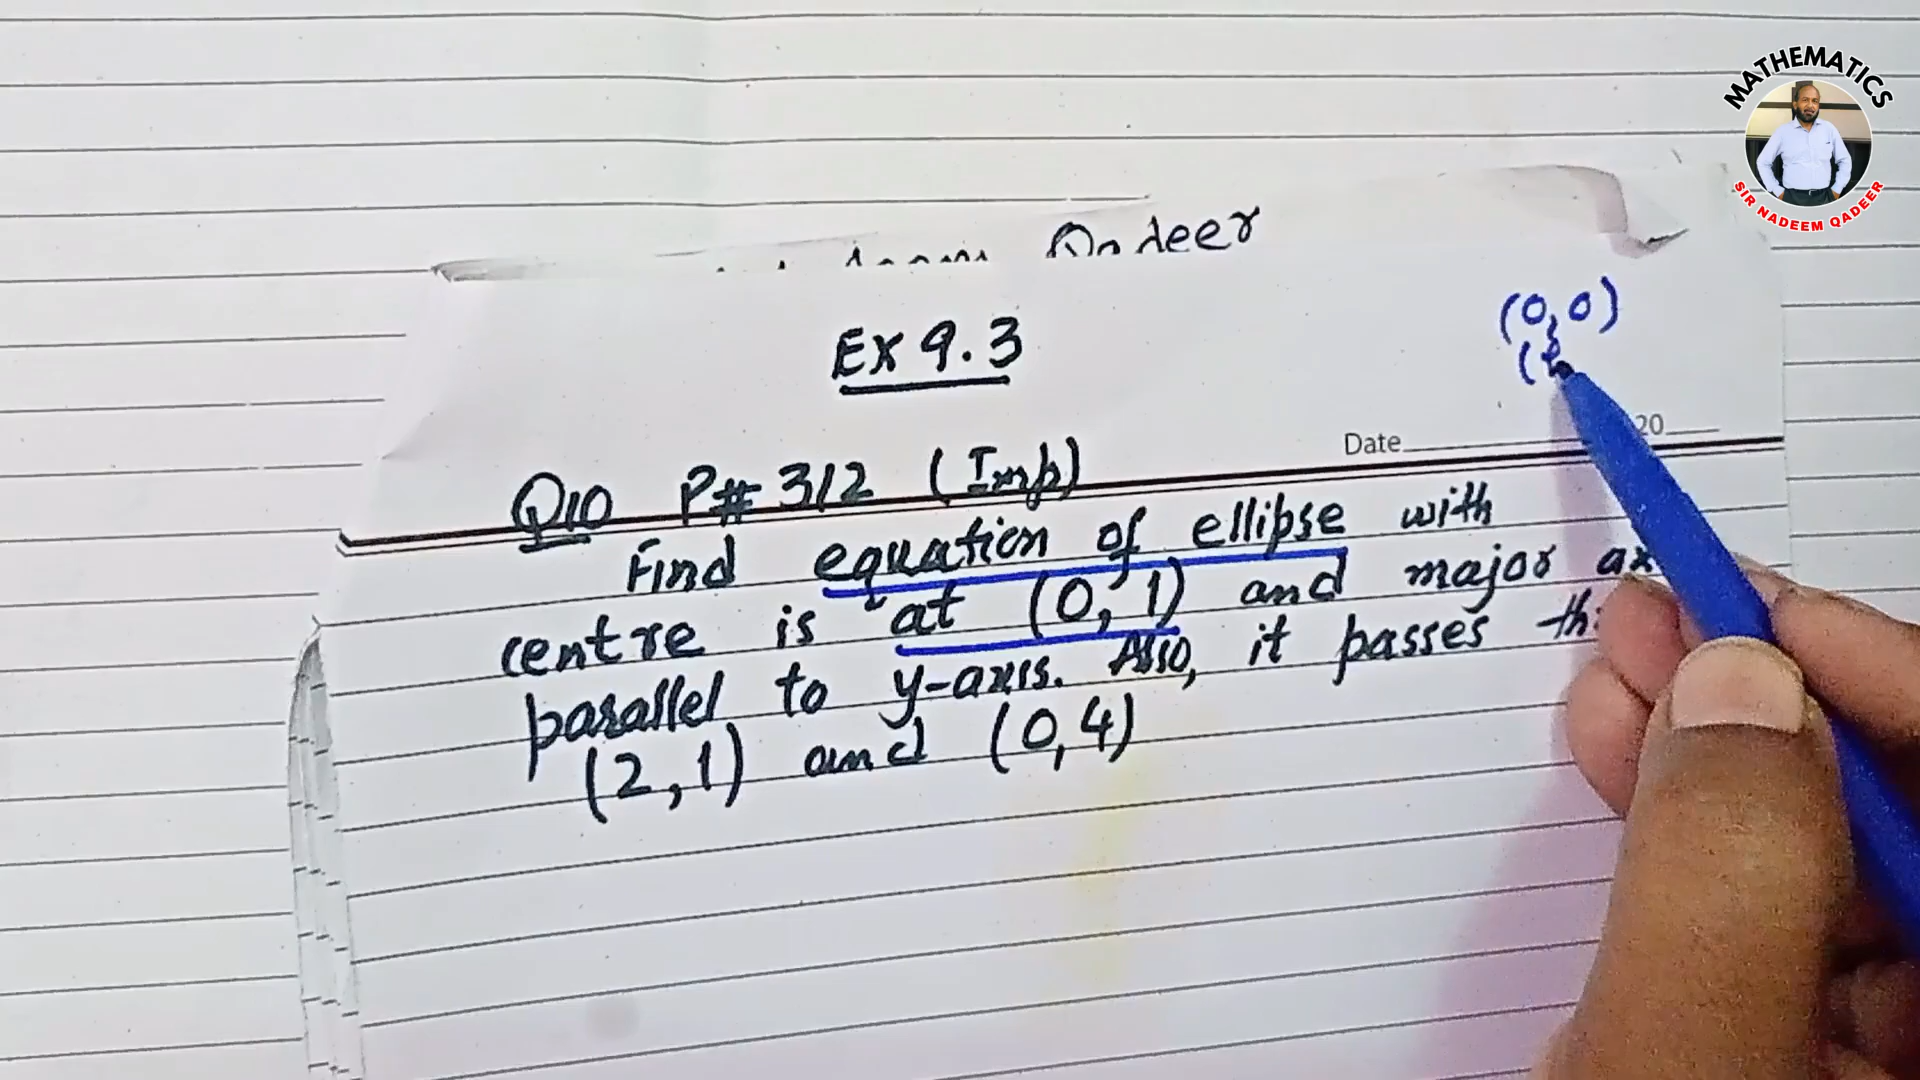 MATHEMATICS
SIR NADEEM QADEER
Qadeer
(0,0)
Ex 9.3
Date 20
Q10 P# 312 (Imp)
Find equation of ellipse with
centre is at (0,1) and major ax
parallel to y-axis. Also, it passes th
(2,1) and (0,4)